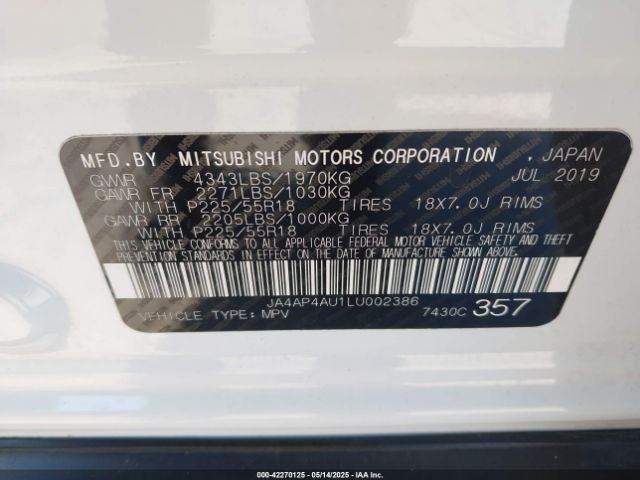 MFD.BY MITSUBISHI MOTORS CORPORATION , JAPAN
GVWR 4343LBS/1970KG JUL 2019
GAWR FR 2271LBS/1030KG
WITH P225/55R18 TIRES 18X7.0J RIMS
GAWR RR 2205LBS/1000KG
WITH P225/55R18 TIRES 18X7.0J RIMS
THIS VEHICLE CONFORMS TO ALL APPLICABLE FEDERAL MOTOR VEHICLE SAFETY AND THEFT
PREVENTION STANDARDS IN EFFECT ON THE DATE OF MANUFACTURE SHOWN ABOVE.
JA4AP4AU1LU002386
VEHICLE TYPE: MPV 7430C 357
000-42270125 - 05/14/2025 - IAAI, Inc.